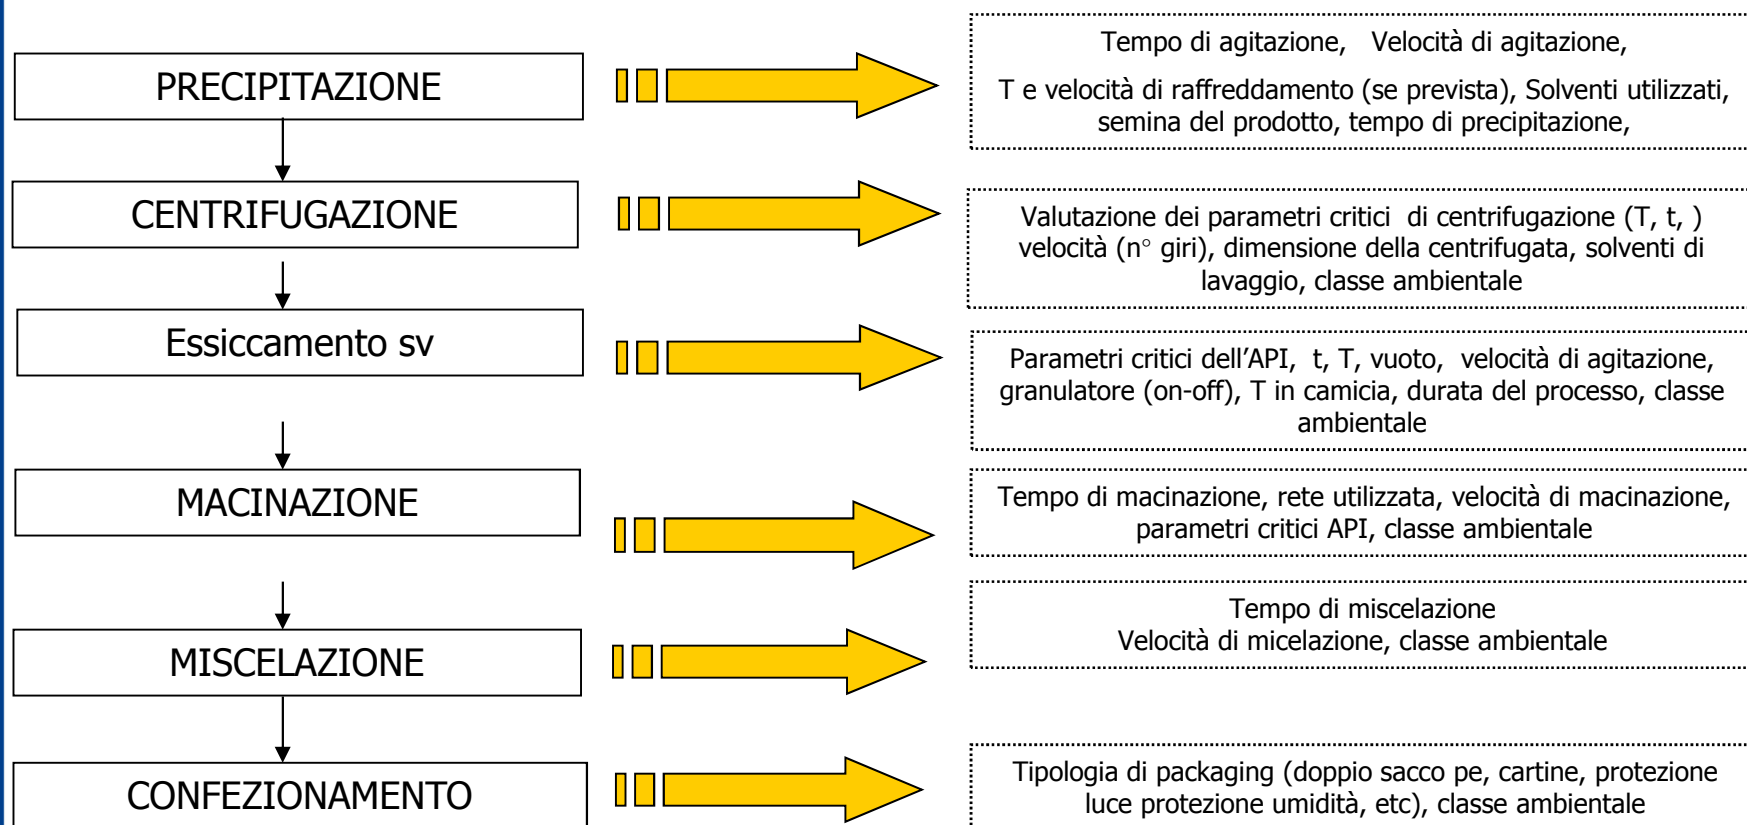 PRECIPITAZIONE
Tempo di agitazione, Velocità di agitazione,
T e velocità di raffreddamento (se prevista), Solventi utilizzati,
semina del prodotto, tempo di precipitazione,
CENTRIFUGAZIONE
Valutazione dei parametri critici di centrifugazione (T, t, )
velocità (n° giri), dimensione della centrifugata, solventi di
lavaggio, classe ambientale
Essiccamento sv
Parametri critici dell'API, t, T, vuoto, velocità di agitazione,
granulatore (on-off), T in camicia, durata del processo, classe
ambientale
MACINAZIONE
Tempo di macinazione, rete utilizzata, velocità di macinazione,
parametri critici API, classe ambientale
MISCELAZIONE
Tempo di miscelazione
Velocità di micelazione, classe ambientale
CONFEZIONAMENTO
Tipologia di packaging (doppio sacco pe, cartine, protezione
luce protezione umidità, etc), classe ambientale